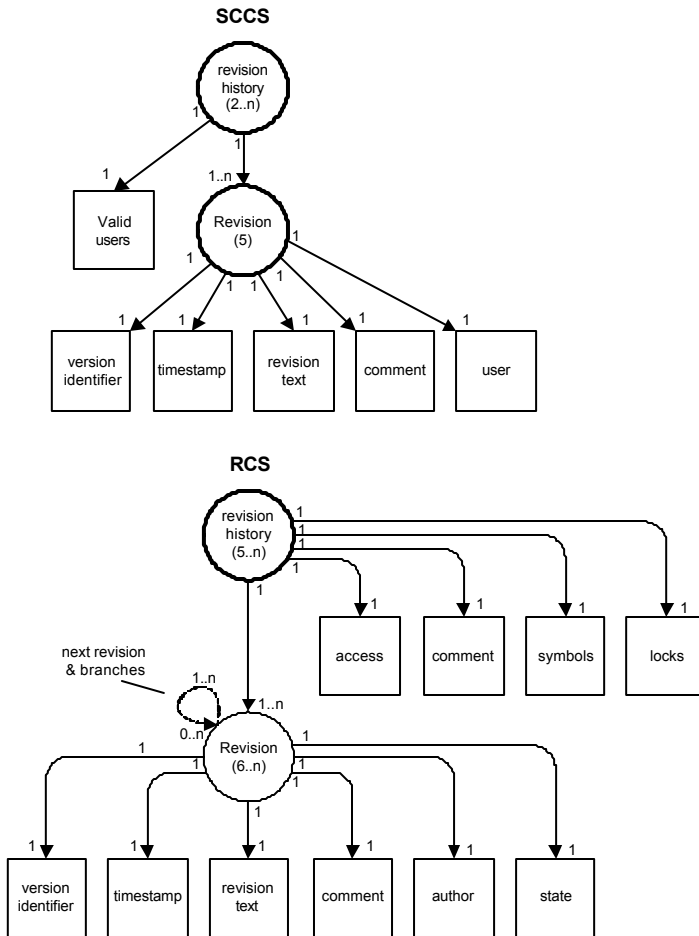 SCCS
revision
history
(2..n)
1
1
1
1..n
Valid
users
Revision
(5)
1
1
1
1
1
1
1
1
1
1
version
identifier
timestamp
revision
text
comment
user
RCS
revision
history
(5..n)
1
1
1
1
1
1
1
1
1
access
comment
symbols
locks
next revision
& branches
1..n
0..n
1..n
Revision
(6..n)
1
1
1
1
1
1
1
1
1
1
1
1
version
identifier
timestamp
revision
text
comment
author
state